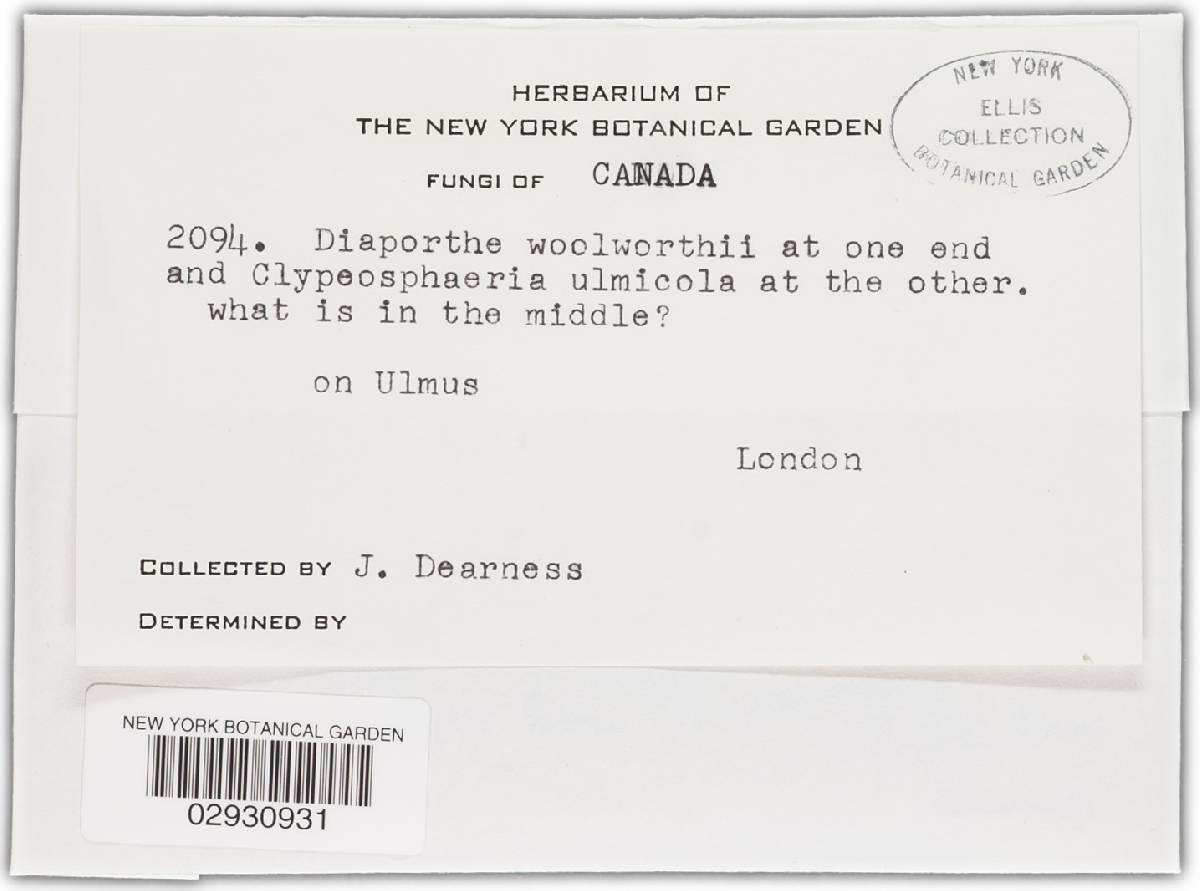 HERBARIUM OF
THE NEW YORK BOTANICAL GARDEN
FUNGI OF CANADA
NEW YORK
ELLIS
COLLECTION
BOTANICAL GARDEN
2094. Diaporthe woolworthii at one end
and Clypeosphaeria ulmicola at the other.
what is in the middle?
on Ulmus
London
COLLECTED BY J. Dearness
DETERMINED BY
NEW YORK BOTANICAL GARDEN
02930931